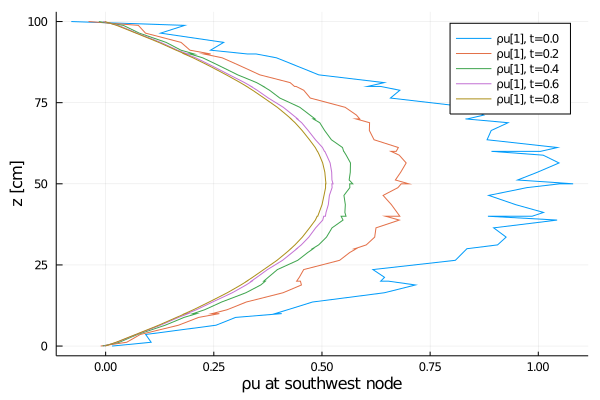 100
75
50
25
0
z [cm]
ρu[1], t=0.0
ρu[1], t=0.2
ρu[1], t=0.4
ρu[1], t=0.6
ρu[1], t=0.8
0.00 0.25 0.50 0.75 1.00
ρu at southwest node